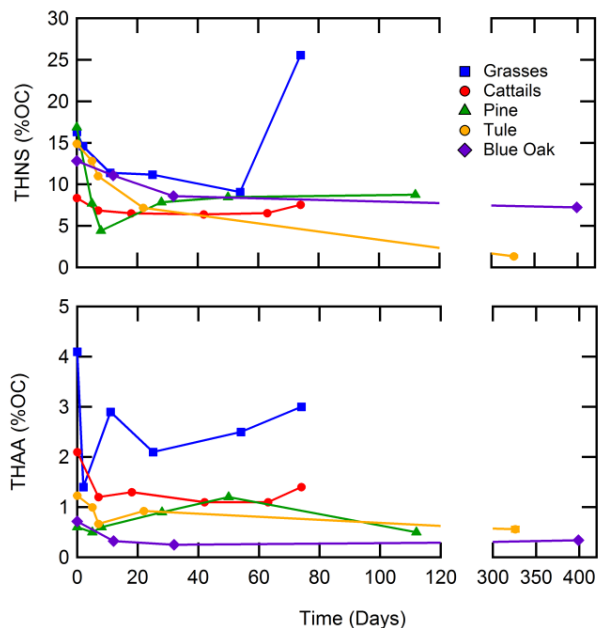 30
25
20
15
10
5
0
THNS (%OC)
Grasses
Cattails
Pine
Tule
Blue Oak
5
4
3
2
1
0
THAA (%OC)
0 20 40 60 80 100 120 300 350 400
Time (Days)